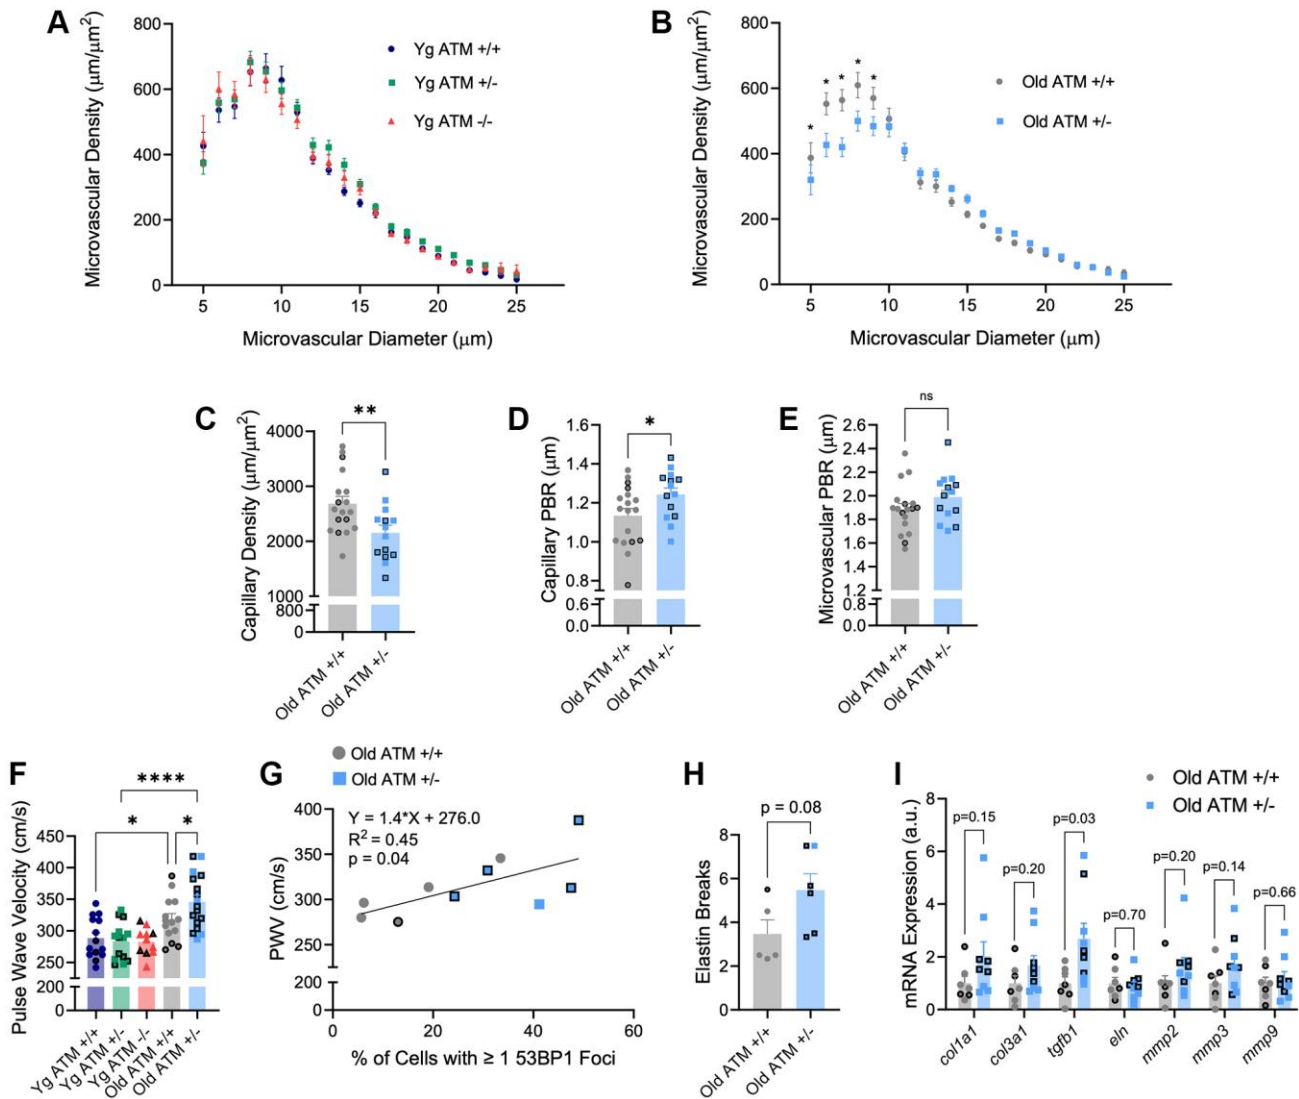 A
Microvascular Density (μm/μm²)
800
600
400
200
0
5
10
15
20
25
Microvascular Diameter (μm)
Yg ATM +/+
Yg ATM +/-
Yg ATM -/-
B
Microvascular Density (μm/μm²)
800
600
400
200
0
*
*
*
*
*
5
10
15
20
25
Microvascular Diameter (μm)
Old ATM +/+
Old ATM +/-
C
Capillary Density (μm/μm²)
4000
3000
2000
1000
800
0
**
Old ATM +/+
Old ATM +/-
D
Capillary PBR (μm)
1.6
1.4
1.2
1.0
0.8
0.6
0.0
*
Old ATM +/+
Old ATM +/-
E
Microvascular PBR (μm)
2.6
2.4
2.2
2.0
1.8
1.6
1.4
1.2
0.8
0.0
ns
Old ATM +/+
Old ATM +/-
F
Pulse Wave Velocity (cm/s)
450
400
350
300
250
200
0
****
*
*
Yg ATM +/+
Yg ATM +/-
Yg ATM -/-
Old ATM +/+
Old ATM +/-
G
Old ATM +/+
Old ATM +/-
PWV (cm/s)
400
350
300
250
200
0
Y = 1.4*X + 276.0
R² = 0.45
p = 0.04
0
20
40
60
% of Cells with ≥ 1 53BP1 Foci
H
Elastin Breaks
8
6
4
2
0
p = 0.08
Old ATM +/+
Old ATM +/-
I
Old ATM +/+
Old ATM +/-
mRNA Expression (a.u.)
8
6
4
2
0
p=0.15
p=0.20
p=0.03
p=0.70
p=0.20
p=0.14
p=0.66
col1a1
col3a1
tgfb1
eln
mmp2
mmp3
mmp9